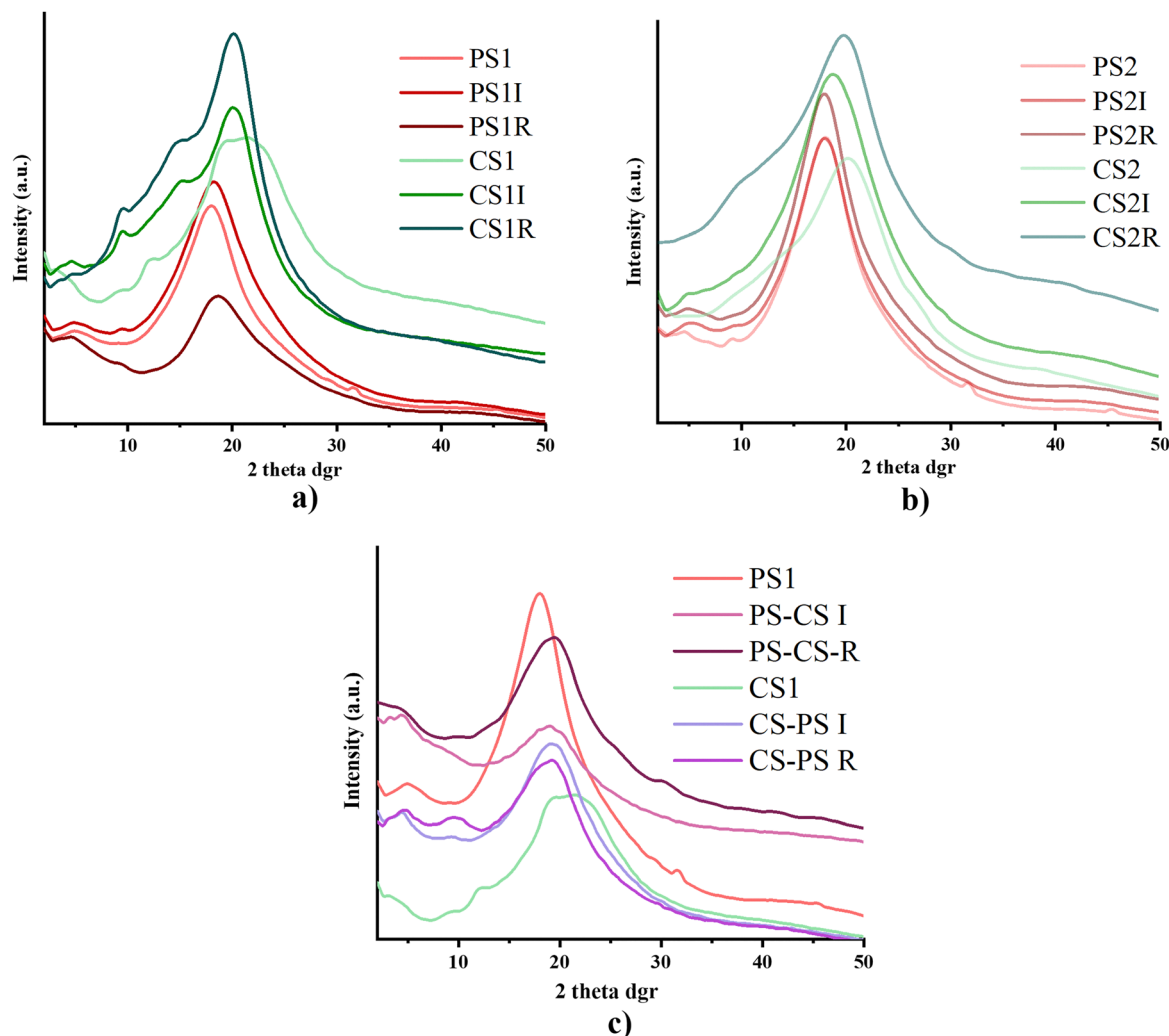 PS1
PS1I
PS1R
CS1
CS1I
CS1R
Intensity (a.u.)
10 20 30 40 50
2 theta dgr
a)
PS2
PS2I
PS2R
CS2
CS2I
CS2R
Intensity (a.u.)
10 20 30 40 50
2 theta dgr
b)
PS1
PS-CS I
PS-CS-R
CS1
CS-PS I
CS-PS R
Intensity (a.u.)
10 20 30 40 50
2 theta dgr
c)